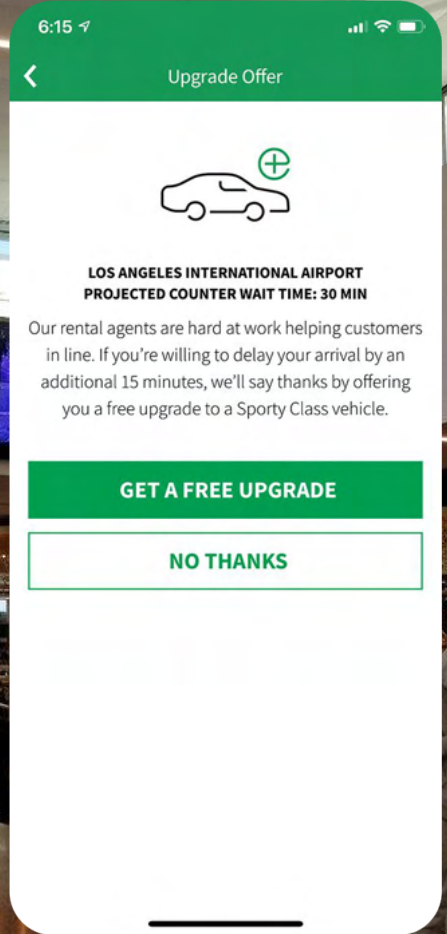 6:15
Upgrade Offer
LOS ANGELES INTERNATIONAL AIRPORT
PROJECTED COUNTER WAIT TIME: 30 MIN
Our rental agents are hard at work helping customers
in line. If you’re willing to delay your arrival by an
additional 15 minutes, we’ll say thanks by offering
you a free upgrade to a Sporty Class vehicle.
GET A FREE UPGRADE
NO THANKS